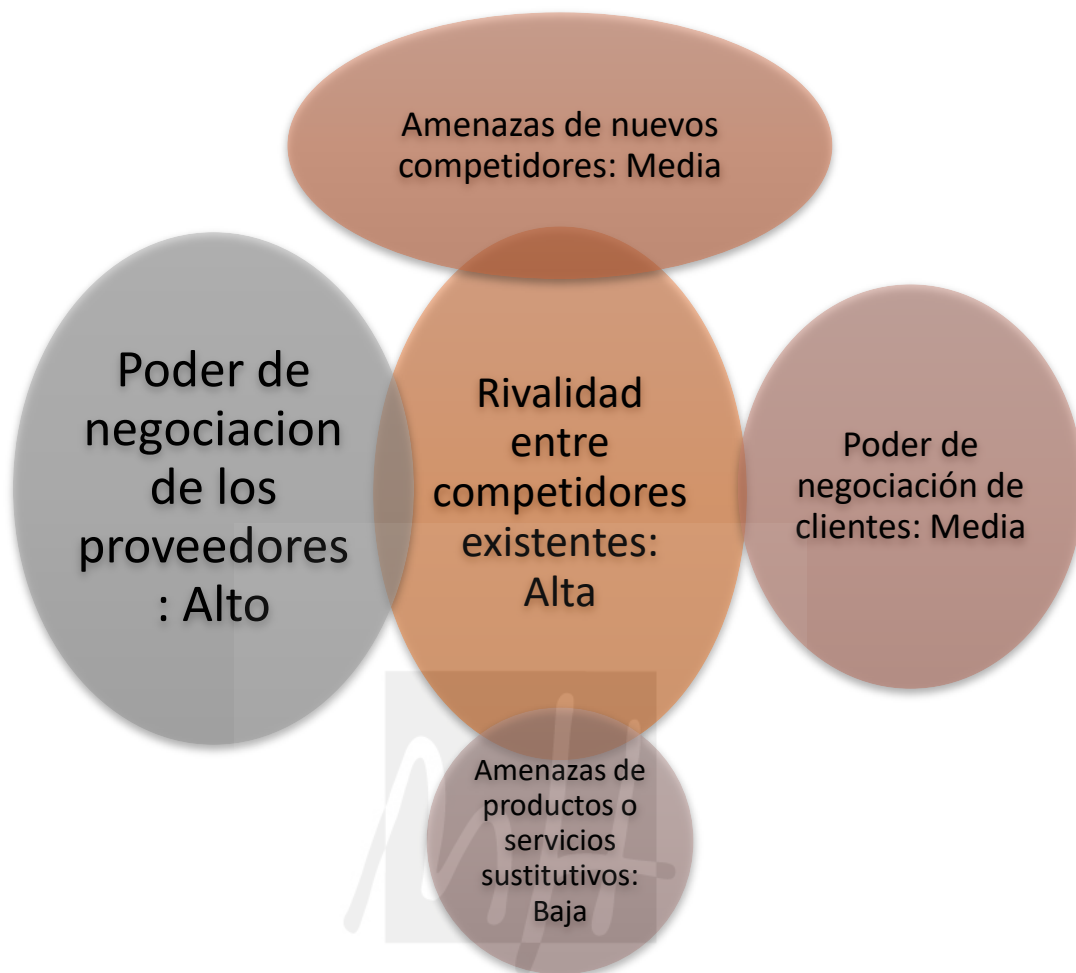 Amenazas de nuevos
competidores: Media
Poder de
negociacion
de los
proveedores
: Alto
Rivalidad
entre
competidores
existentes:
Alta
Poder de
negociación de
clientes: Media
Amenazas de
productos o
servicios
sustitutivos:
Baja